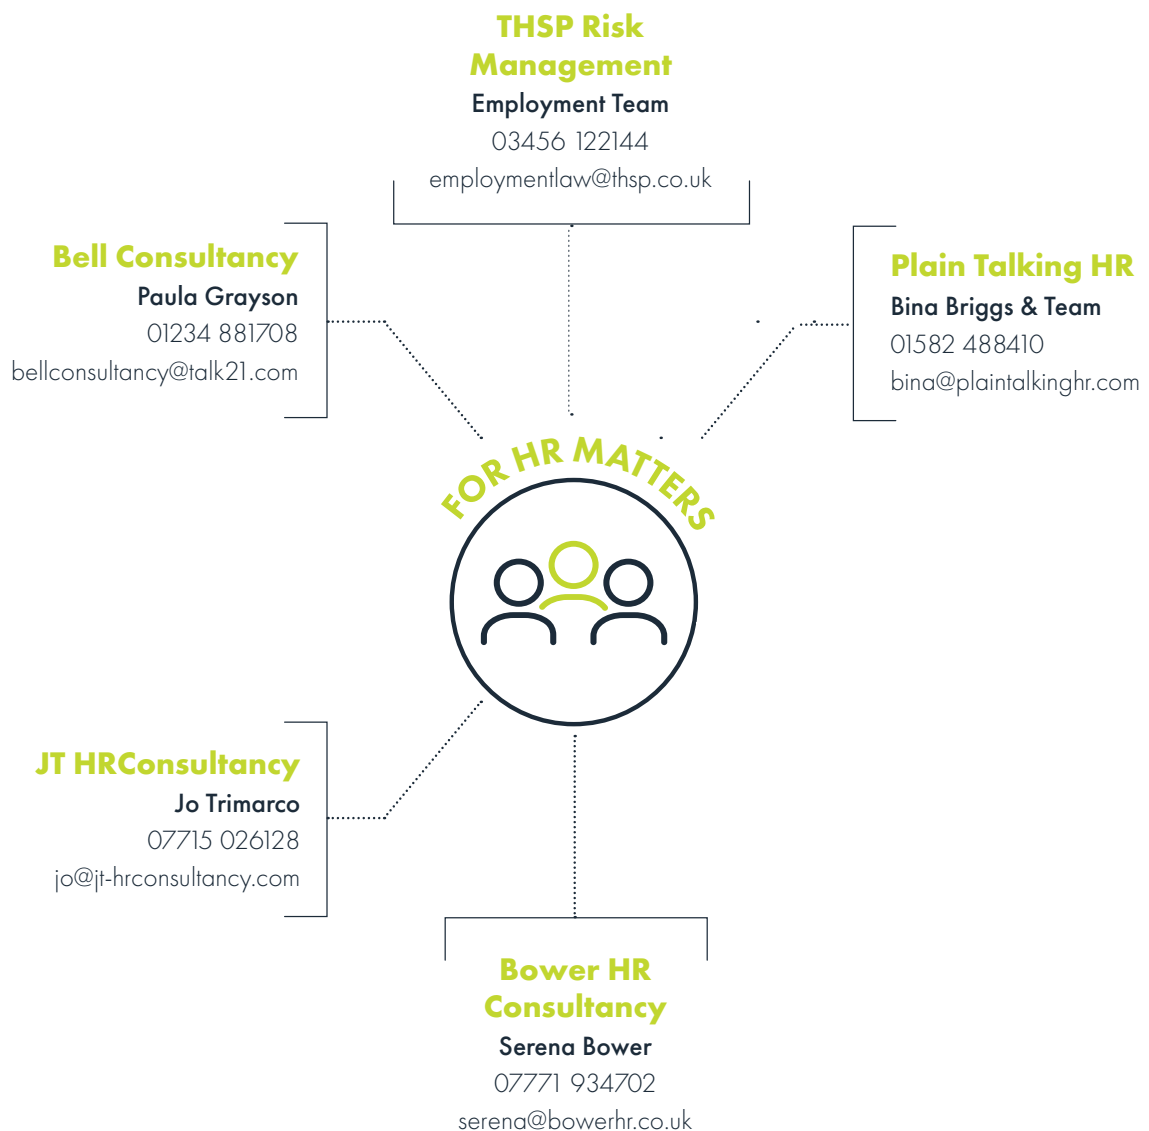 THSP Risk
Management
Employment Team
03456 122144
employmentlaw@thsp.co.uk
Bell Consultancy
Paula Grayson
01234 881708
bellconsultancy@talk21.com
Plain Talking HR
Bina Briggs & Team
01582 488410
bina@plaintalkinghr.com
FOR HR MATTERS
JT HRConsultancy
Jo Trimarco
07715 026128
jo@jt-hrconsultancy.com
Bower HR
Consultancy
Serena Bower
07771 934702
serena@bowerhr.co.uk